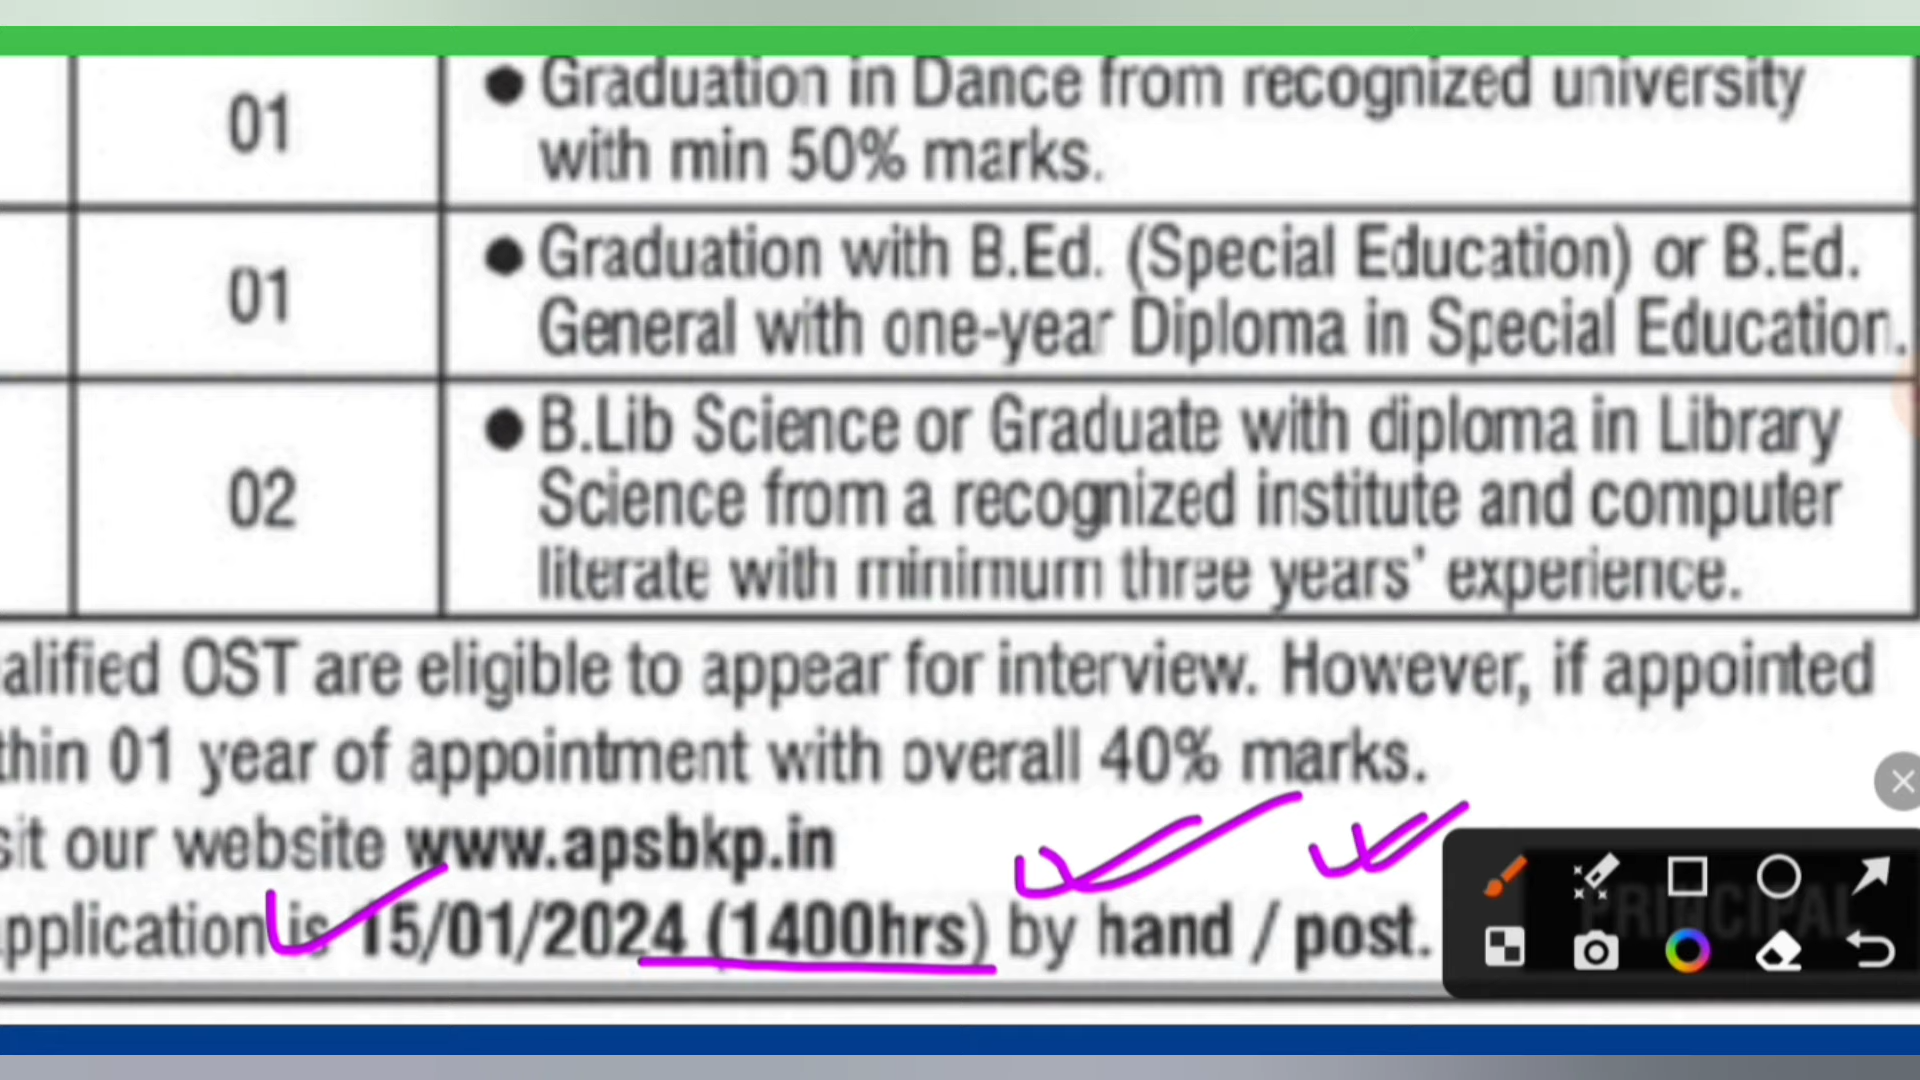 01
● Graduation in Dance from recognized university
with min 50% marks.
01
● Graduation with B.Ed. (Special Education) or B.Ed.
General with one-year Diploma in Special Education.
02
● B.Lib Science or Graduate with diploma in Library
Science from a recognized institute and computer
literate with minimum three years' experience.
alified OST are eligible to appear for interview. However, if appointed
thin 01 year of appointment with overall 40% marks.
sit our website www.apsbkp.in
pplication is 15/01/2024 (1400hrs) by hand / post.
PRINCIPAL